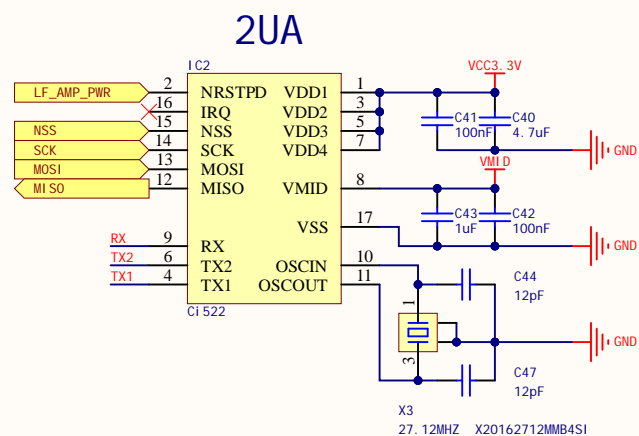 2UA
IC2
VCC3.3V
LF_AMP_PWR 2 NRSTPD VDD1 1
16 IRQ VDD2 3
NSS 15 NSS VDD3 5
SCK 14 SCK VDD4 7
MOSI 13 MOSI
MISO 12 MISO VMID 8
C41 100nF
C40 4.7uF
GND
VMID
VSS 17
C43 1uF
C42 100nF
GND
RX 9 RX OSCIN 10
TX2 6 TX2 OSCOUT 11
TX1 4 TX1
Ci522
C44
12pF
1
GND
3
C47
12pF
X3
27.12MHZ X20162712MMB4SI